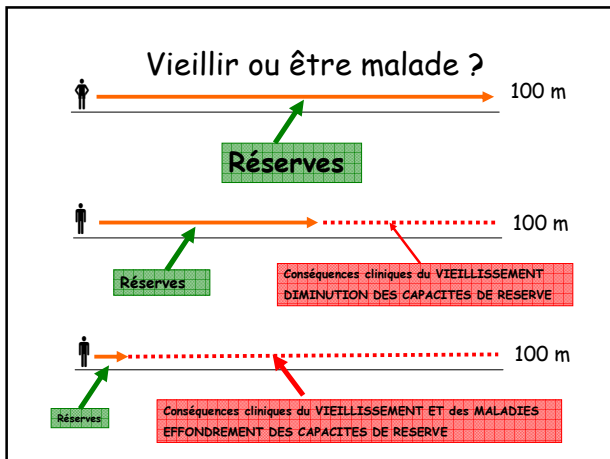 Vieillir ou être malade ?
100 m
Réserves
100 m
Réserves
Conséquences cliniques du VIEILLISSEMENT
DIMINUTION DES CAPACITES DE RESERVE
100 m
Réserves
Conséquences cliniques du VIEILLISSEMENT ET des MALADIES
EFFONDREMENT DES CAPACITES DE RESERVE